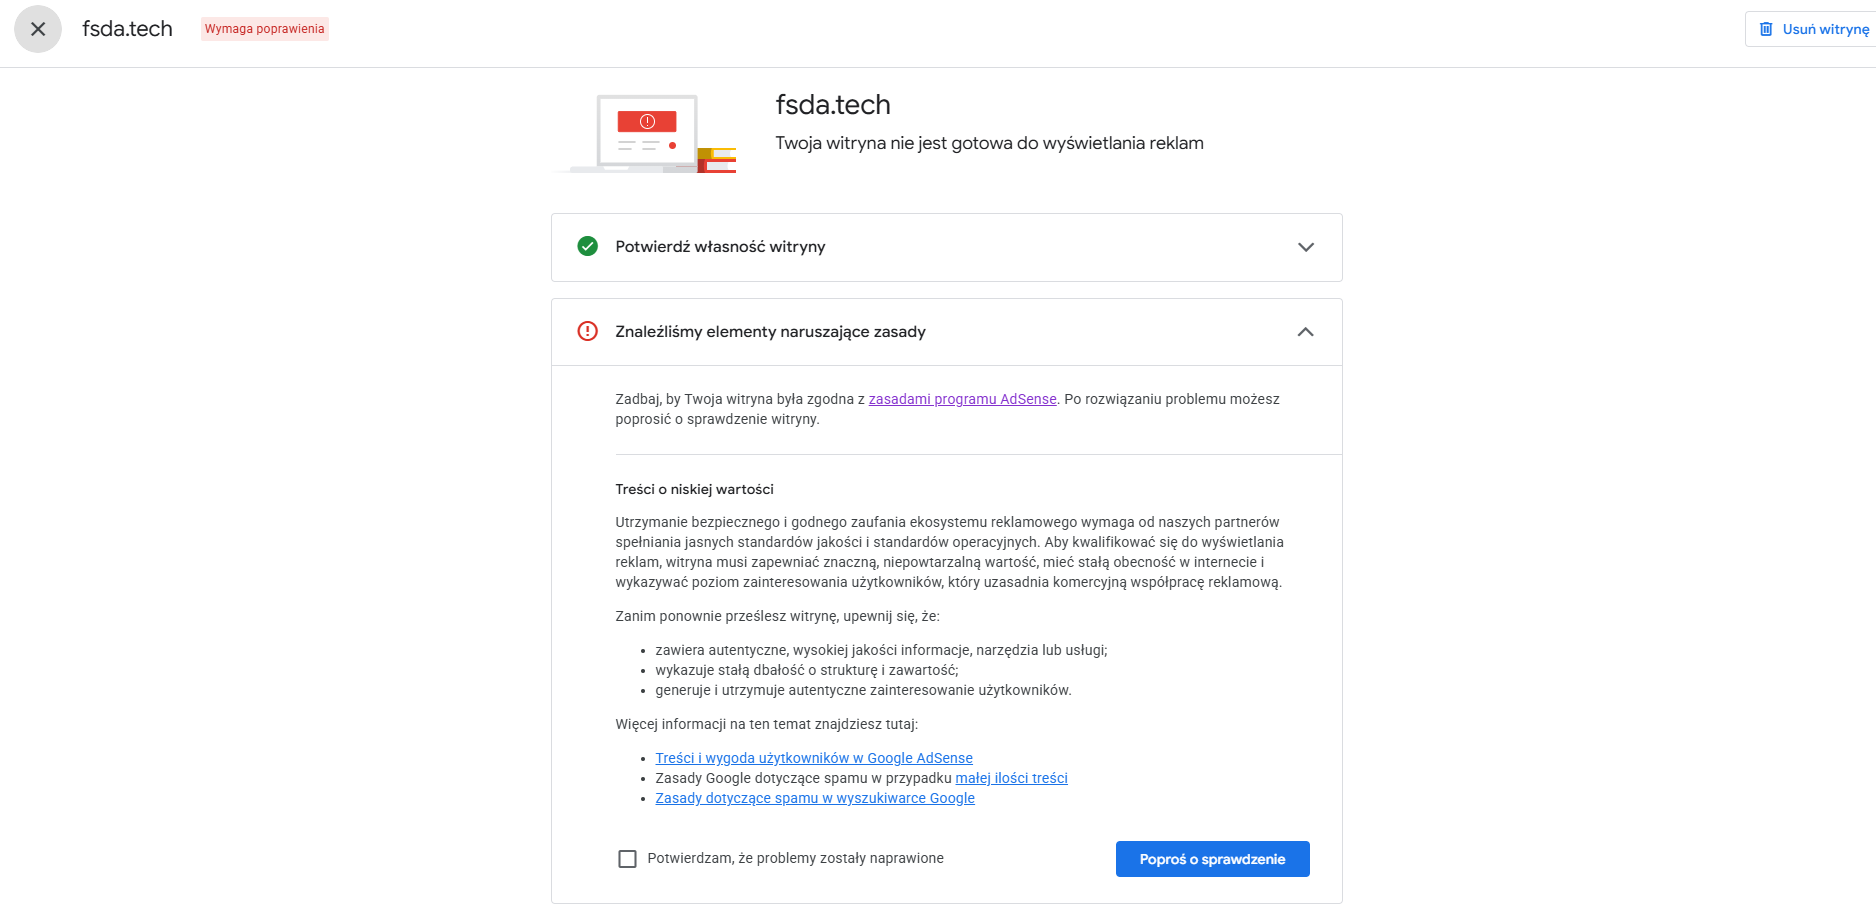 fsda.tech
Wymaga poprawienia
Usuń witrynę
fsda.tech
Twoja witryna nie jest gotowa do wyświetlania reklam
Potwierdź własność witryny
Znaleźliśmy elementy naruszające zasady
Zadbaj, by Twoja witryna była zgodna z zasadami programu AdSense. Po rozwiązaniu problemu możesz
poprosić o sprawdzenie witryny.
Treści o niskiej wartości
Utrzymanie bezpiecznego i godnego zaufania ekosystemu reklamowego wymaga od naszych partnerów
spełniania jasnych standardów jakości i standardów operacyjnych. Aby kwalifikować się do wyświetlania
reklam, witryna musi zapewniać znaczną, niepowtarzalną wartość, mieć stałą obecność w internecie i
wykazywać poziom zainteresowania użytkowników, który uzasadnia komercyjną współpracę reklamową.
Zanim ponownie prześlesz witrynę, upewnij się, że:
• zawiera autentyczne, wysokiej jakości informacje, narzędzia lub usługi;
• wykazuje stałą dbałość o strukturę i zawartość;
• generuje i utrzymuje autentyczne zainteresowanie użytkowników.
Więcej informacji na ten temat znajdziesz tutaj:
• Treści i wygoda użytkowników w Google AdSense
• Zasady Google dotyczące spamu w przypadku małej ilości treści
• Zasady dotyczące spamu w wyszukiwarce Google
Potwierdzam, że problemy zostały naprawione
Poproś o sprawdzenie